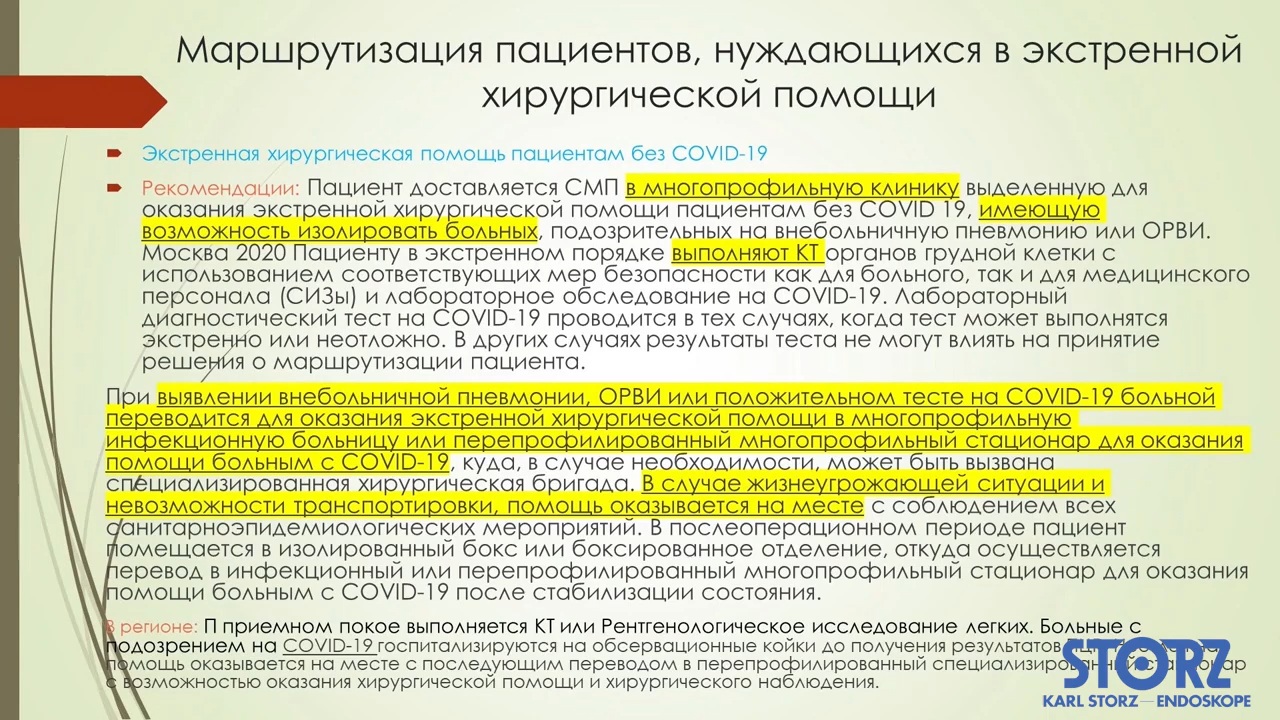 Маршрутизация пациентов, нуждающихся в экстренной
хирургической помощи
Экстренная хирургическая помощь пациентам без COVID-19
Рекомендации: Пациент доставляется СМП в многопрофильную клинику выделенную для
оказания экстренной хирургической помощи пациентам без COVID 19, имеющую
возможность изолировать больных, подозрительных на внебольничную пневмонию или ОРВИ.
Москва 2020 Пациенту в экстренном порядке выполняют КТ органов грудной клетки с
использованием соответствующих мер безопасности как для больного, так и для медицинского
персонала (СИЗы) и лабораторное обследование на COVID-19. Лабораторный
диагностический тест на COVID-19 проводится в тех случаях, когда тест может выполнятся
экстренно или неотложно. В других случаях результаты теста не могут влиять на принятие
решения о маршрутизации пациента.
При выявлении внебольничной пневмонии, ОРВИ или положительном тесте на COVID-19 больной
переводится для оказания экстренной хирургической помощи в многопрофильную
инфекционную больницу или перепрофилированный многопрофильный стационар для оказания
помощи больным с COVID-19, куда, в случае необходимости, может быть вызвана
специализированная хирургическая бригада. В случае жизнеугрожающей ситуации и
невозможности транспортировки, помощь оказывается на месте с соблюдением всех
санитарноэпидемиологических мероприятий. В послеоперационном периоде пациент
помещается в изолированный бокс или боксированное отделение, откуда осуществляется
перевод в инфекционный или перепрофилированный многопрофильный стационар для оказания
помощи больным с COVID-19 после стабилизации состояния.
В регионе: П приемном покое выполняется КТ или Рентгенологическое исследование легких. Больные с
подозрением на COVID-19 госпитализируются на обсервационные койки до получения результатов
помощь оказывается на месте с последующим переводом в перепрофилированный специализированный стационар
с возможностью оказания хирургической помощи и хирургического наблюдения.
STORZ
KARL STORZ—ENDOSKOPE